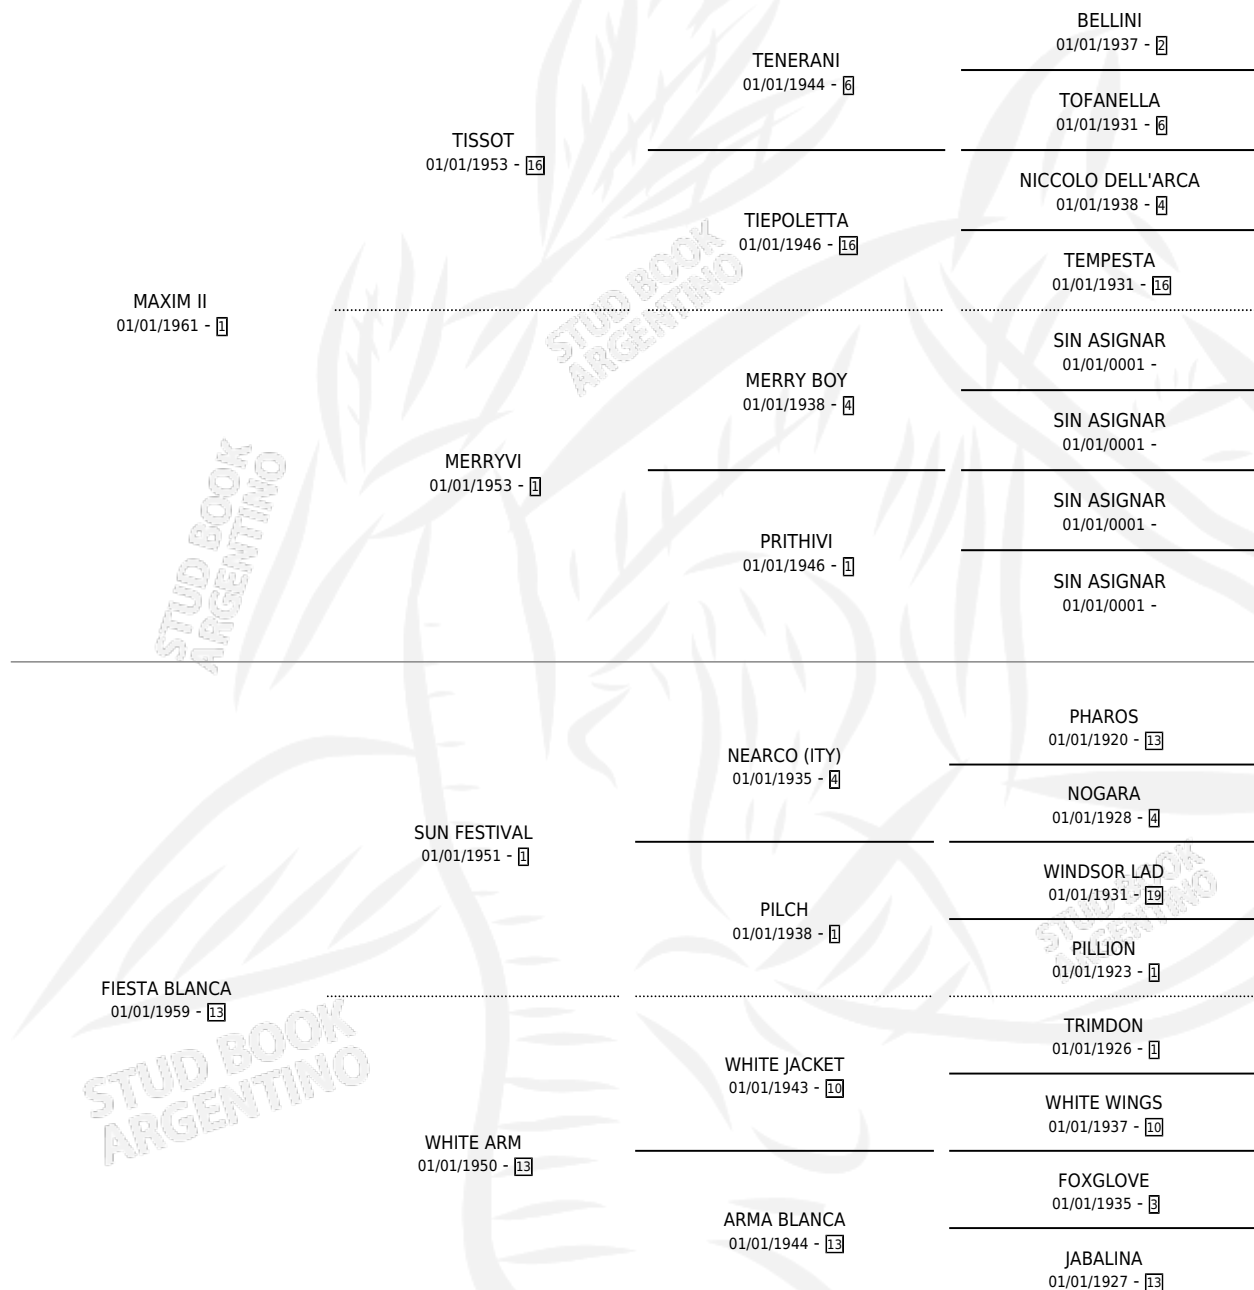 BELLINI
01/01/1937 - 2
TENERANI
01/01/1944 - 6
TOFANELLA
01/01/1931 - 6
TISSOT
01/01/1953 - 16
NICCOLO DELL'ARCA
01/01/1938 - 4
TIEPOLETTA
01/01/1946 - 16
TEMPESTA
01/01/1931 - 16
MAXIM II
01/01/1961 - 1
SIN ASIGNAR
01/01/0001 -
MERRY BOY
01/01/1938 - 4
SIN ASIGNAR
01/01/0001 -
MERRYVI
01/01/1953 - 1
SIN ASIGNAR
01/01/0001 -
PRITHIVI
01/01/1946 - 1
SIN ASIGNAR
01/01/0001 -
PHAROS
01/01/1920 - 13
NEARCO (ITY)
01/01/1935 - 4
NOGARA
01/01/1928 - 4
SUN FESTIVAL
01/01/1951 - 1
WINDSOR LAD
01/01/1931 - 19
PILCH
01/01/1938 - 1
PILLION
01/01/1923 - 1
FIESTA BLANCA
01/01/1959 - 13
TRIMDON
01/01/1926 - 1
WHITE JACKET
01/01/1943 - 10
WHITE WINGS
01/01/1937 - 10
WHITE ARM
01/01/1950 - 13
FOXGLOVE
01/01/1935 - 3
ARMA BLANCA
01/01/1944 - 13
JABALINA
01/01/1927 - 13
STUD BOOK
ARGENTINO
STUD BOOK
ARGENTINO
STUD BOOK
ARGENTINO
STUD BOOK
ARGENTINO